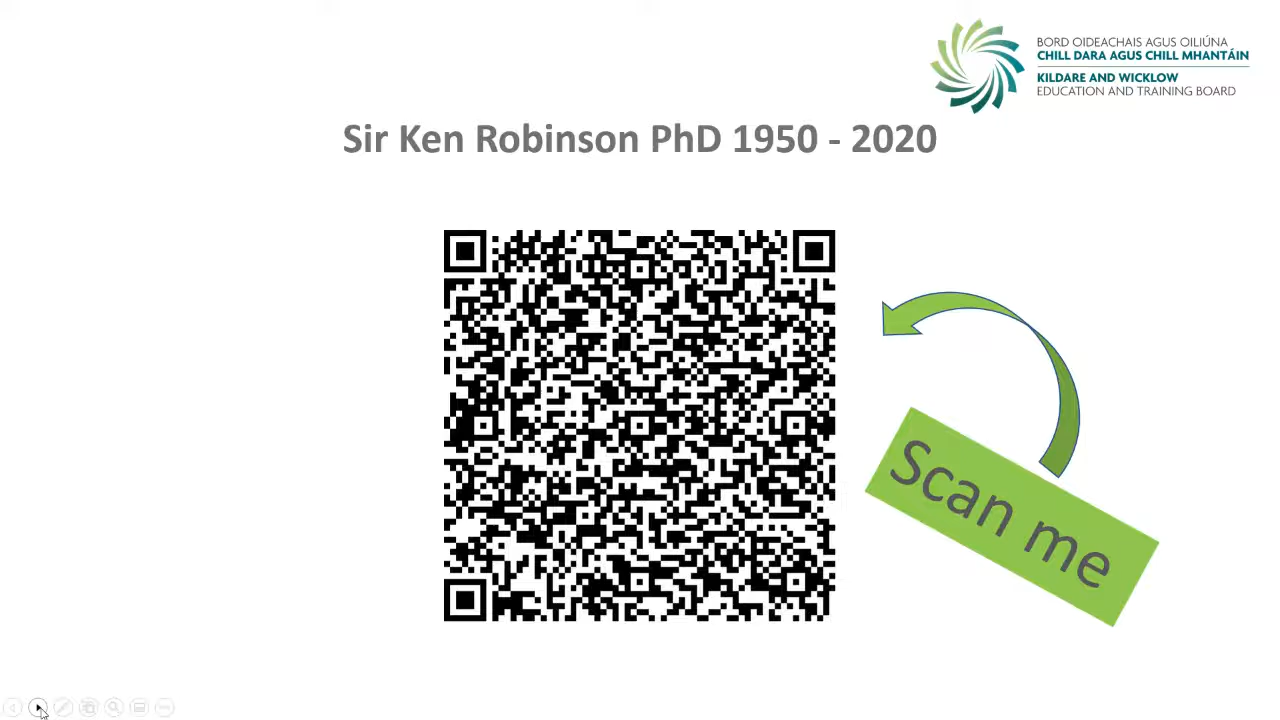 BORD OIDEACHAIS AGUS OILIÚNA
CHILL DARA AGUS CHILL MHANTÁIN
KILDARE AND WICKLOW
EDUCATION AND TRAINING BOARD
Sir Ken Robinson PhD 1950 - 2020
Scan me